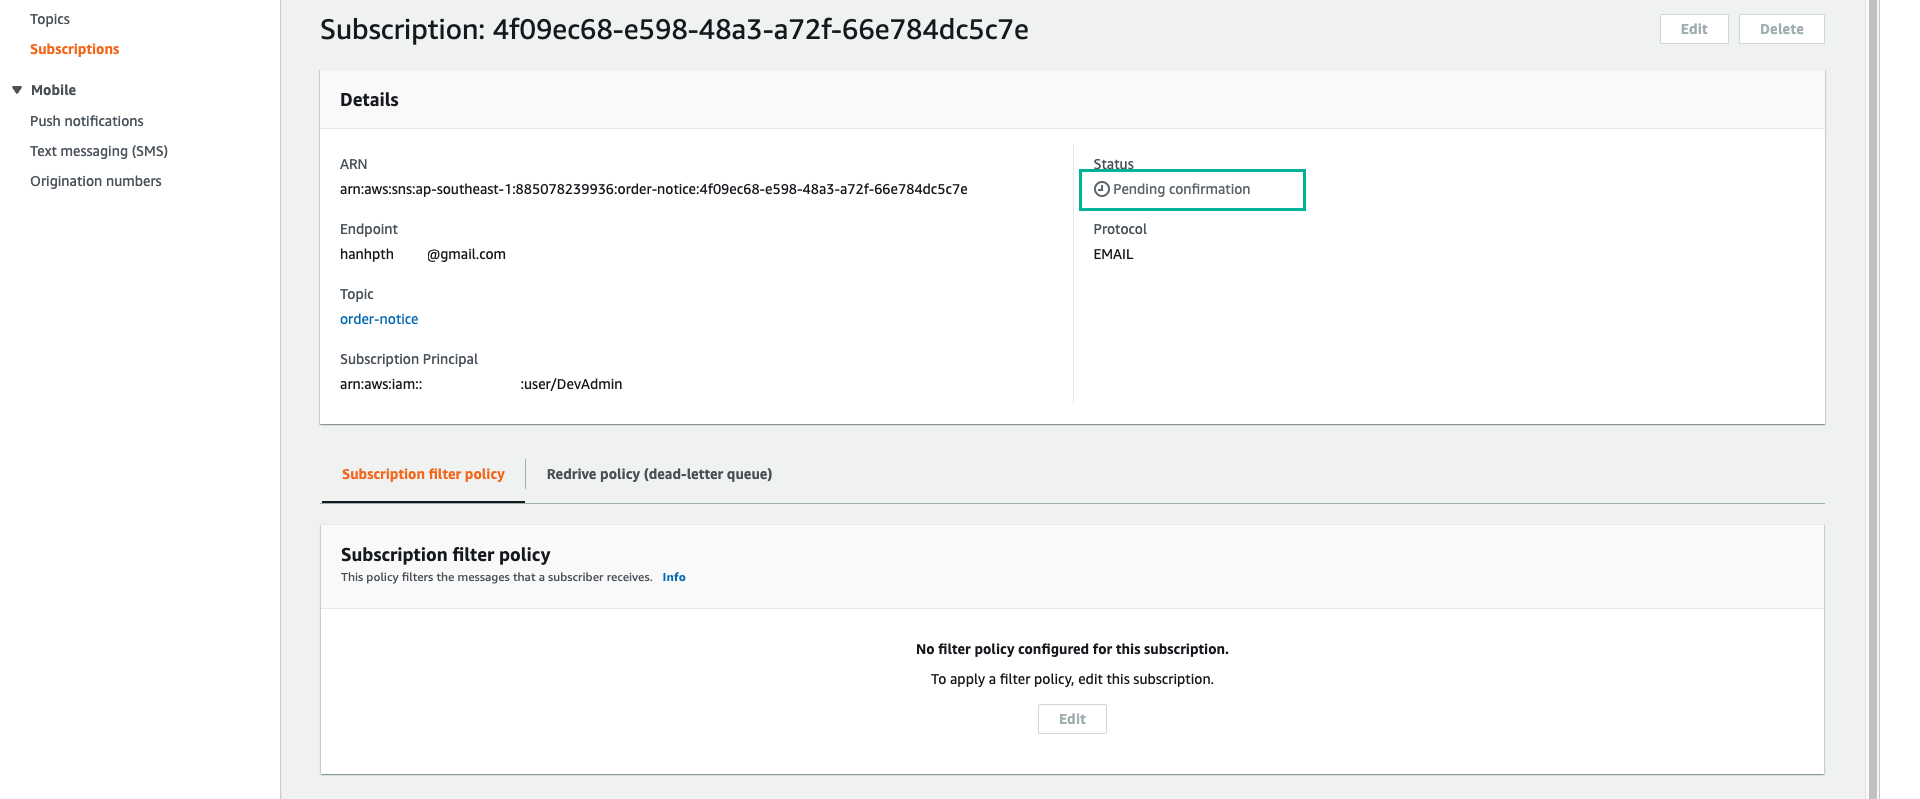 Topics
Subscriptions
Mobile
Push notifications
Text messaging (SMS)
Origination numbers
Subscription: 4f09ec68-e598-48a3-a72f-66e784dc5c7e
Edit
Delete
Details
ARN
arn:aws:sns:ap-southeast-1:885078239936:order-notice:4f09ec68-e598-48a3-a72f-66e784dc5c7e
Endpoint
hanhpth @gmail.com
Topic
order-notice
Subscription Principal
arn:aws:iam:: :user/DevAdmin
Status
Pending confirmation
Protocol
EMAIL
Subscription filter policy
Redrive policy (dead-letter queue)
Subscription filter policy
This policy filters the messages that a subscriber receives. Info
No filter policy configured for this subscription.
To apply a filter policy, edit this subscription.
Edit